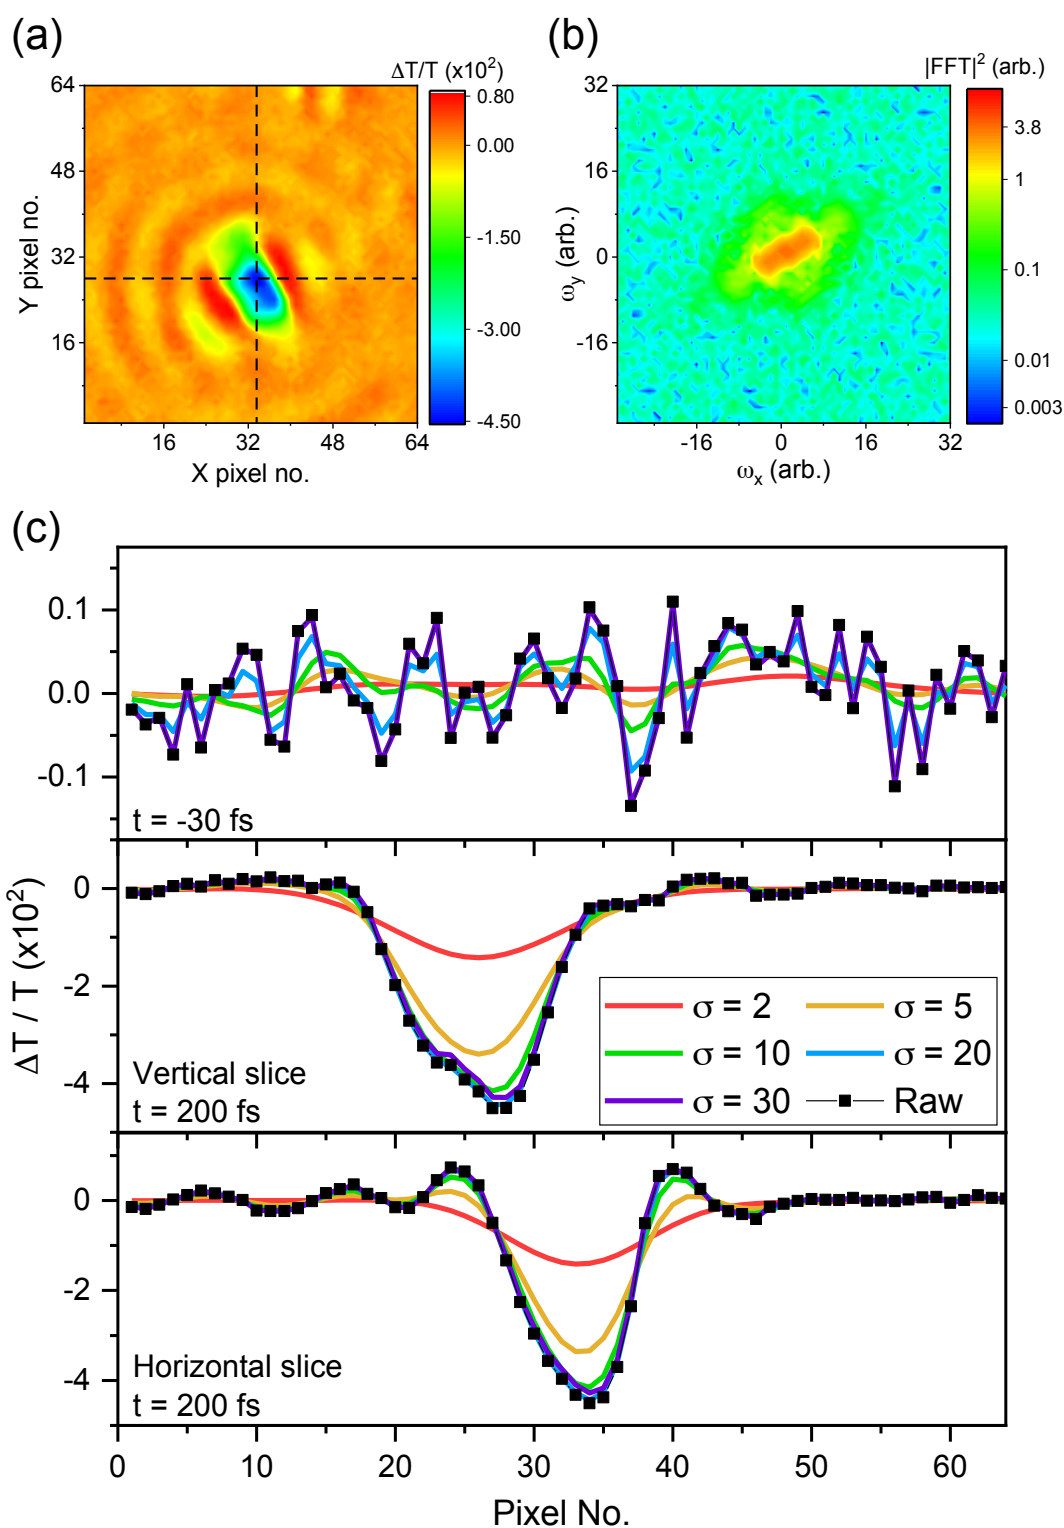 (a)
(b)
ΔT/T (x10²)
|FFT|² (arb.)
64
48
32
16
Y pixel no.
16 32 48 64
X pixel no.
0.80
0.00
-1.50
-3.00
-4.50
32
16
0
-16
ωy (arb.)
-16 0 16 32
ωx (arb.)
3.8
1
0.1
0.01
0.003
(c)
0.1
0.0
-0.1
t = -30 fs
0
-2
-4
ΔT / T (x10²)
Vertical slice
t = 200 fs
σ = 2 σ = 5
σ = 10 σ = 20
σ = 30 Raw
0
-2
-4
Horizontal slice
t = 200 fs
0 10 20 30 40 50 60
Pixel No.